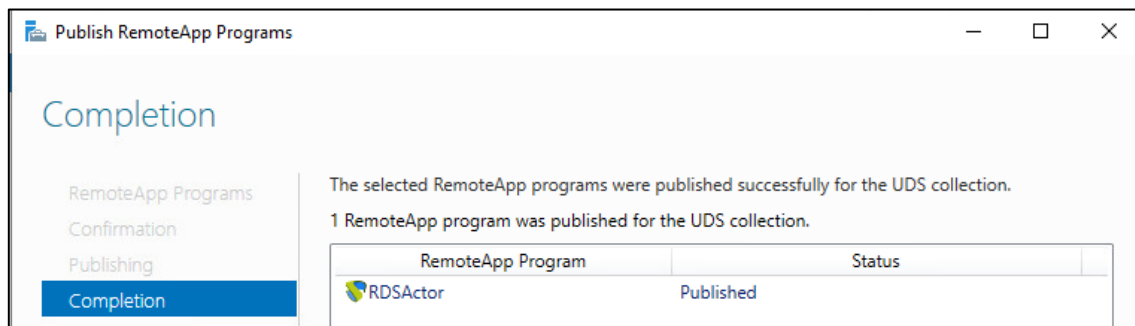 Publish RemoteApp Programs
Completion
RemoteApp Programs
Confirmation
Publishing
Completion
The selected RemoteApp programs were published successfully for the UDS collection.
1 RemoteApp program was published for the UDS collection.
RemoteApp Program Status
RDSActor Published